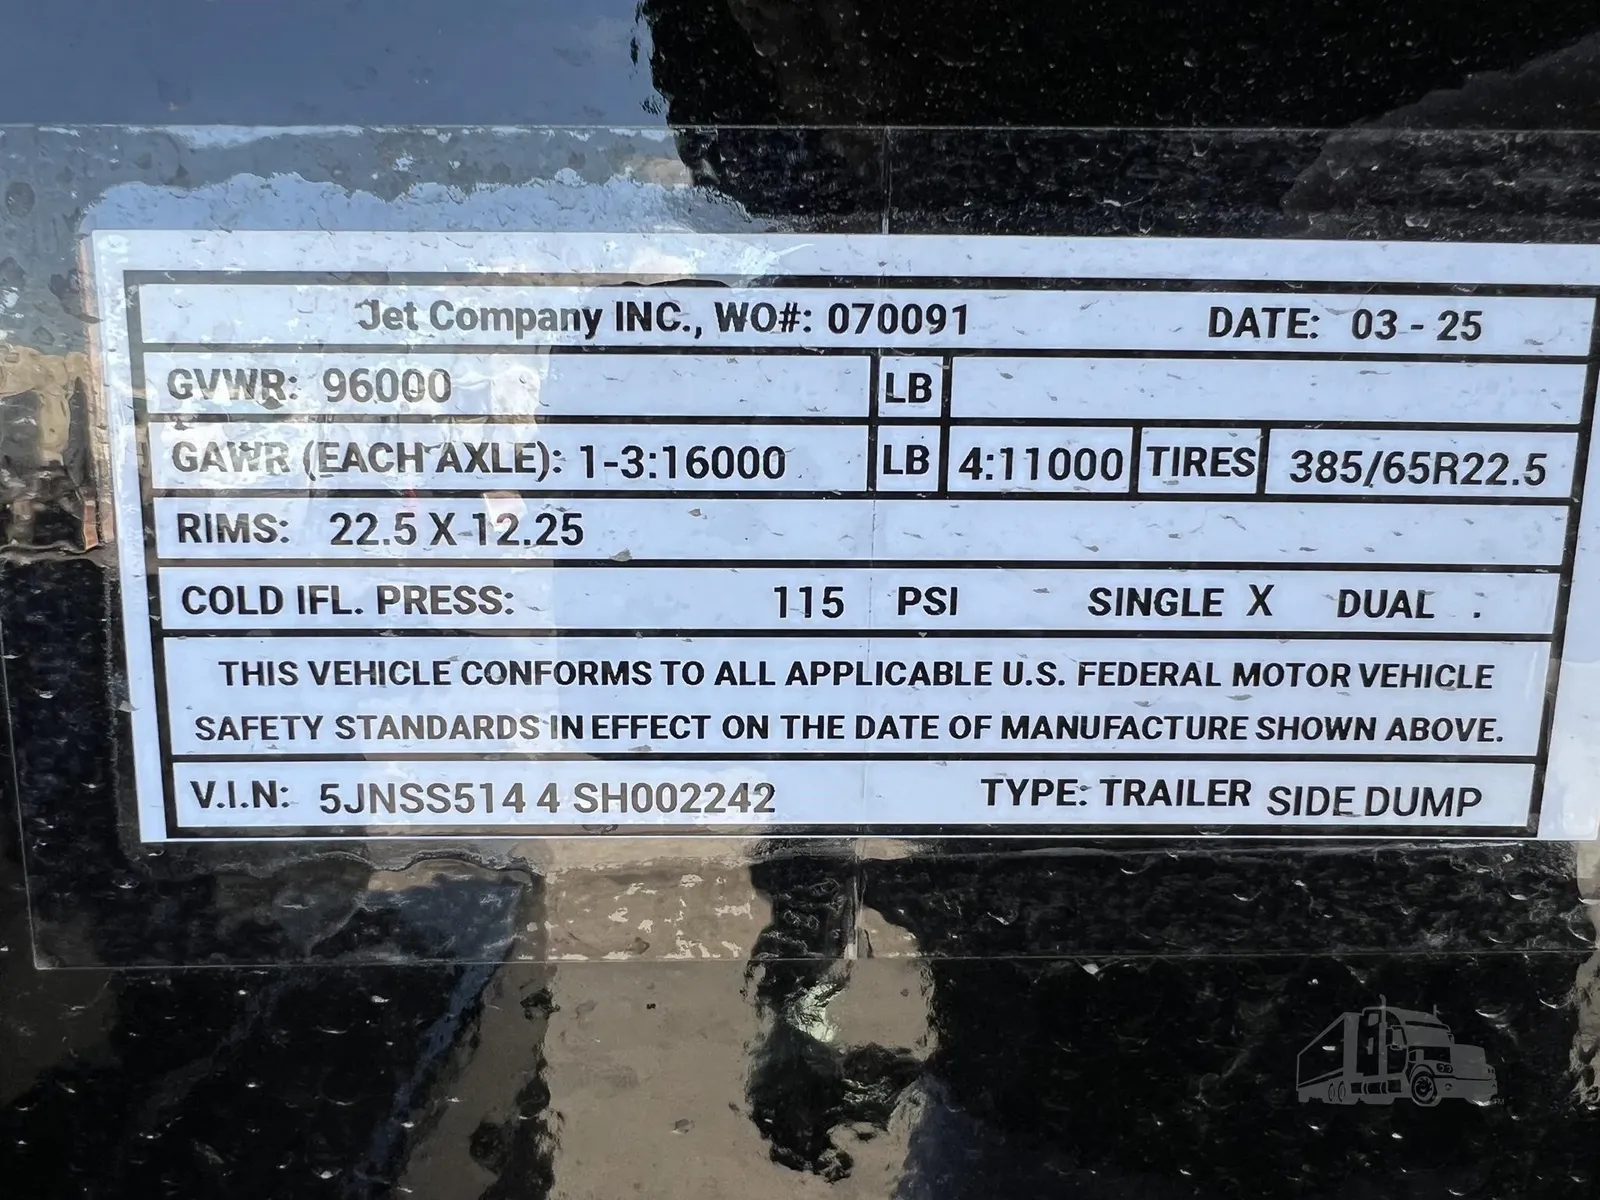 Jet Company INC., WO#: 070091 DATE: 03 - 25
GVWR: 96000 LB
GAWR (EACH AXLE): 1-3:16000 LB 4:11000 TIRES 385/65R22.5
RIMS: 22.5 X 12.25
COLD IFL. PRESS: 115 PSI SINGLE X DUAL .
THIS VEHICLE CONFORMS TO ALL APPLICABLE U.S. FEDERAL MOTOR VEHICLE
SAFETY STANDARDS IN EFFECT ON THE DATE OF MANUFACTURE SHOWN ABOVE.
V.I.N: 5JNSS514 4 SH002242 TYPE: TRAILER SIDE DUMP